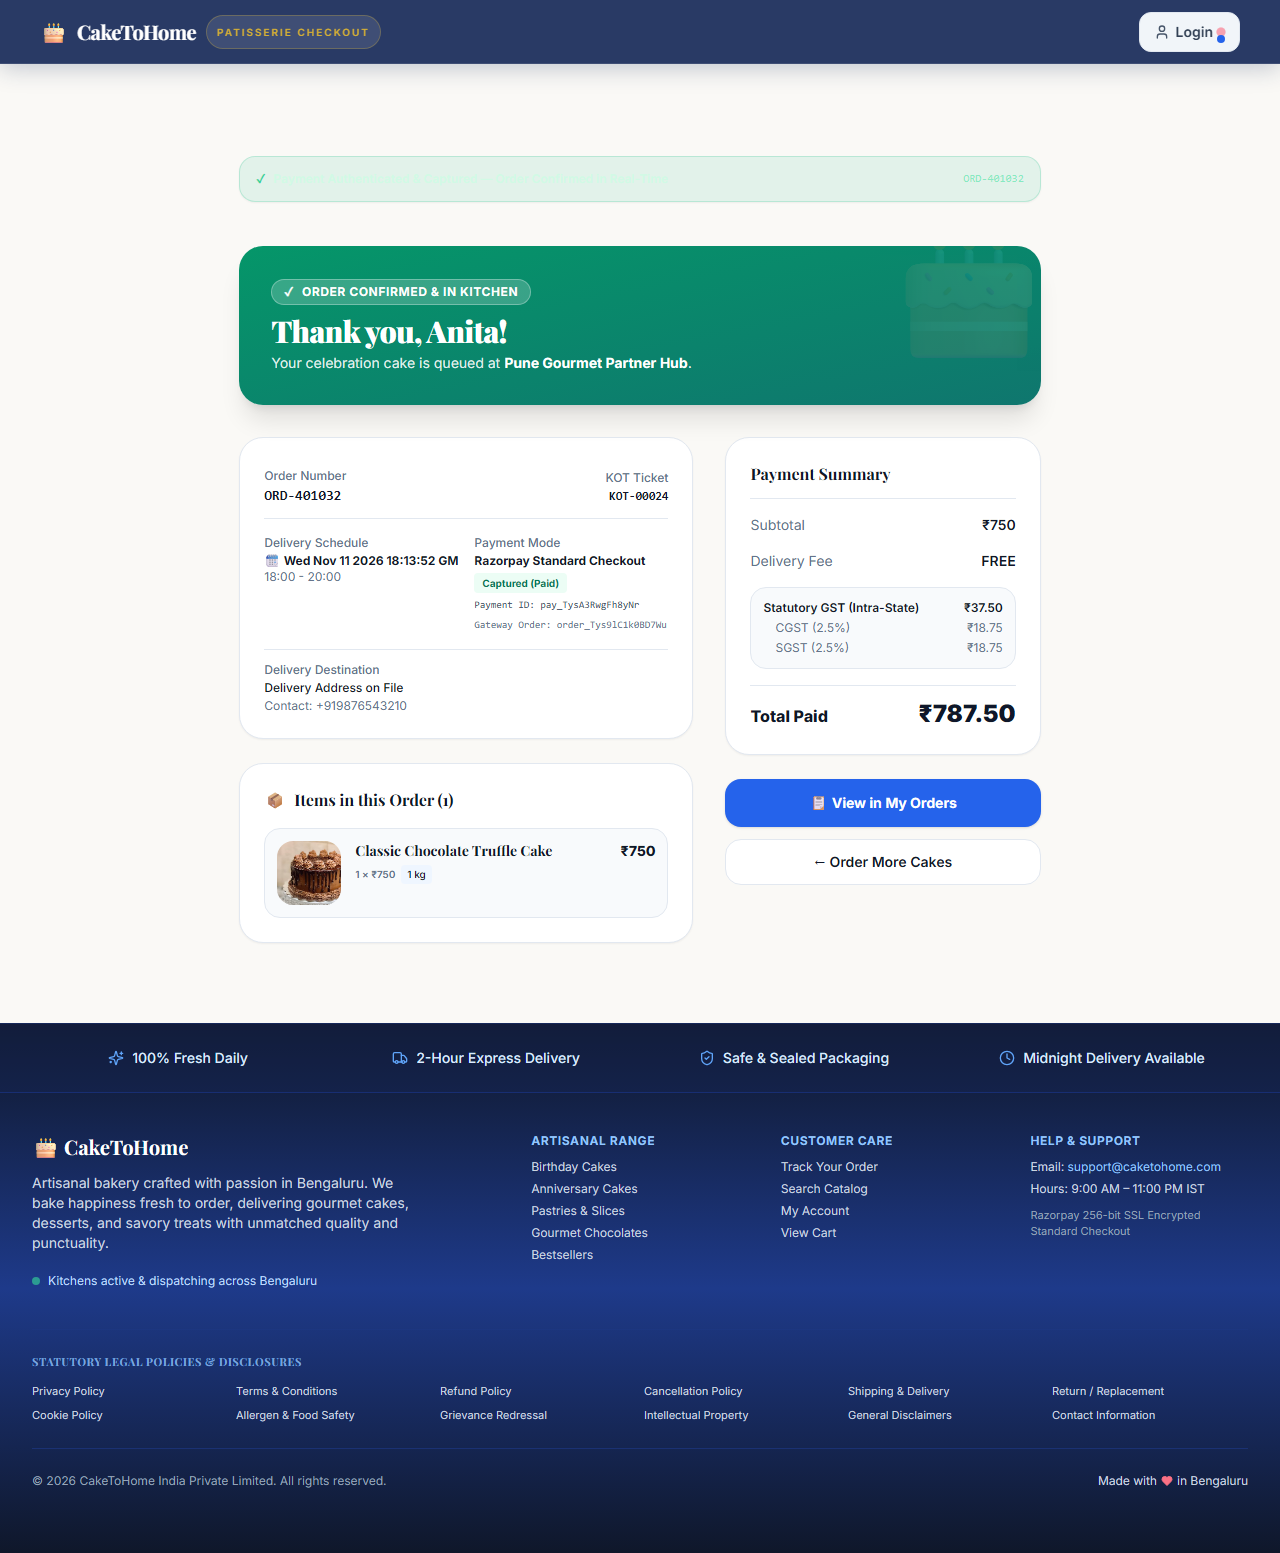 CakeToHome
PATISSERIE CHECKOUT
Login
✓
ORD-401032
✓ ORDER CONFIRMED & IN KITCHEN
Thank you, Anita!
Your celebration cake is queued at Pune Gourmet Partner Hub.
Order Number
ORD-401032
KOT Ticket
KOT-00024
Delivery Schedule
Wed Nov 11 2026 18:13:52 GM
18:00 - 20:00
Payment Mode
Razorpay Standard Checkout
Captured (Paid)
Payment ID: pay_TysA3RwgFh8yNr
Gateway Order: order_Tys9lC1k0BD7Wu
Delivery Destination
Delivery Address on File
Contact: +919876543210
Items in this Order (1)
Classic Chocolate Truffle Cake
₹750
1 × ₹750 1 kg
Payment Summary
Subtotal ₹750
Delivery Fee FREE
Statutory GST (Intra-State) ₹37.50
CGST (2.5%) ₹18.75
SGST (2.5%) ₹18.75
Total Paid ₹787.50
View in My Orders
← Order More Cakes
100% Fresh Daily
2-Hour Express Delivery
Safe & Sealed Packaging
Midnight Delivery Available
CakeToHome
Artisanal bakery crafted with passion in Bengaluru. We
bake happiness fresh to order, delivering gourmet cakes,
desserts, and savory treats with unmatched quality and
punctuality.
Kitchens active & dispatching across Bengaluru
ARTISANAL RANGE
Birthday Cakes
Anniversary Cakes
Pastries & Slices
Gourmet Chocolates
Bestsellers
CUSTOMER CARE
Track Your Order
Search Catalog
My Account
View Cart
HELP & SUPPORT
Email: support@caketohome.com
Hours: 9:00 AM – 11:00 PM IST
Razorpay 256-bit SSL Encrypted
Standard Checkout
STATUTORY LEGAL POLICIES & DISCLOSURES
Privacy Policy
Terms & Conditions
Refund Policy
Cancellation Policy
Shipping & Delivery
Return / Replacement
Cookie Policy
Allergen & Food Safety
Grievance Redressal
Intellectual Property
General Disclaimers
Contact Information
© 2026 CakeToHome India Private Limited. All rights reserved.
Made with ❤ in Bengaluru